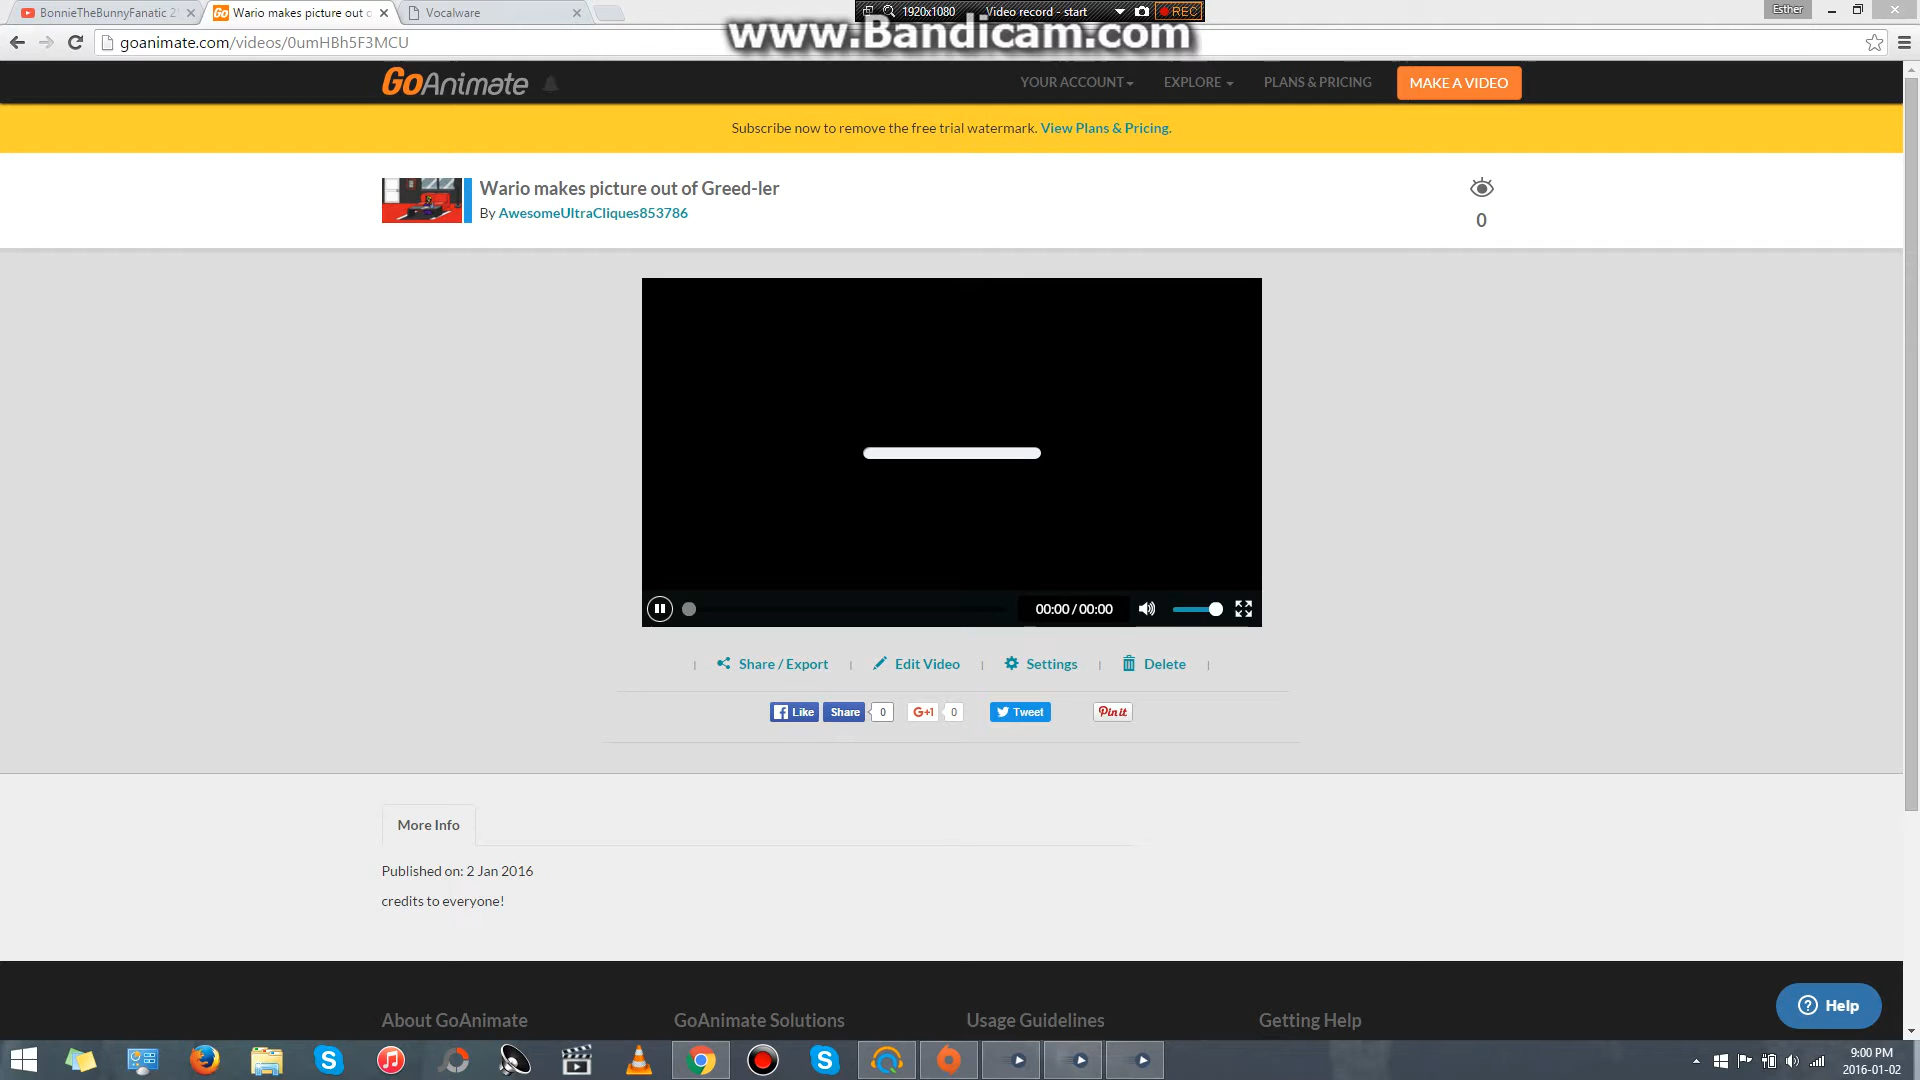 BonnieTheBunnyFanatic 2
Wario makes picture out o
Vocalware
1920x1080
Video record - start
REC
Esther
www.Bandicam.com
goanimate.com/videos/0umHBh5F3MCU
GoAnimate
YOUR ACCOUNT
EXPLORE
PLANS & PRICING
MAKE A VIDEO
Subscribe now to remove the free trial watermark. View Plans & Pricing.
Wario makes picture out of Greed-ler
By AwesomeUltraCliques853786
0
00:00 / 00:00
Share / Export
Edit Video
Settings
Delete
Like
Share
0
G+1
0
Tweet
Pin it
More Info
Published on: 2 Jan 2016
credits to everyone!
About GoAnimate
GoAnimate Solutions
Usage Guidelines
Getting Help
Help
9:00 PM
2016-01-02